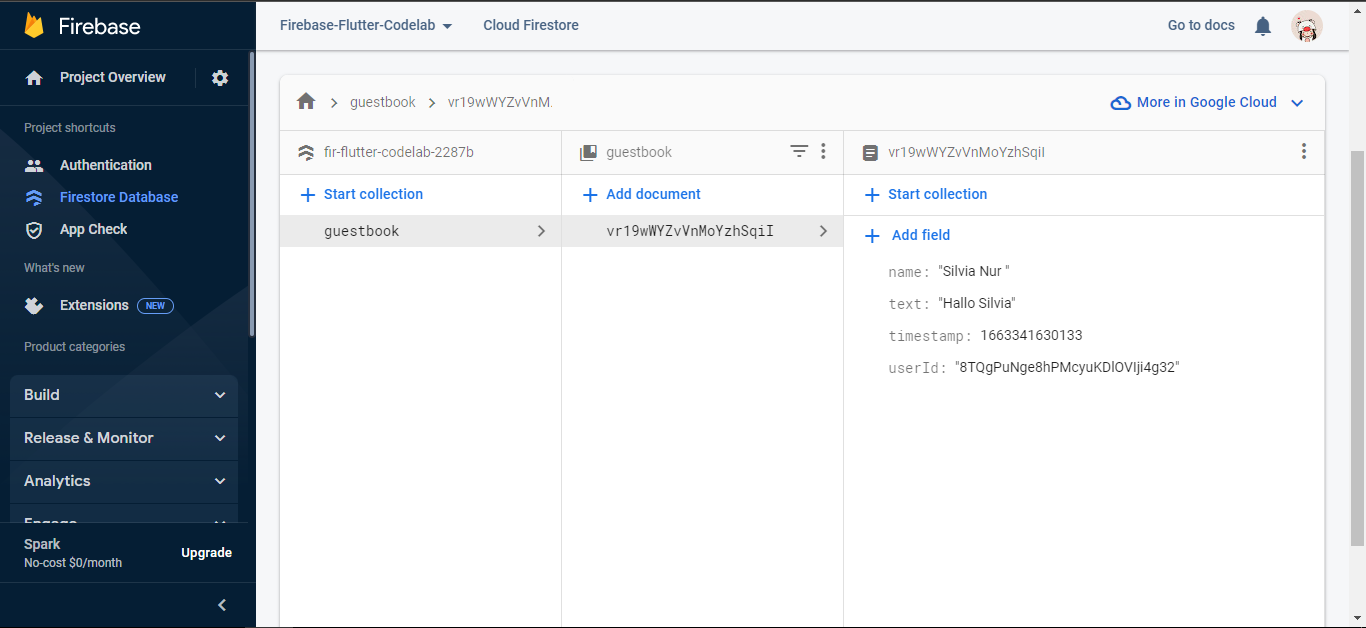 Firebase
Firebase-Flutter-Codelab
Cloud Firestore
Go to docs
Project Overview
Project shortcuts
Authentication
Firestore Database
App Check
What's new
Extensions NEW
Product categories
Build
Release & Monitor
Analytics
Engage
Spark
No-cost $0/month
Upgrade
guestbook
vr19wWYZvVnM.
More in Google Cloud
fir-flutter-codelab-2287b
Start collection
guestbook
guestbook
Add document
vr19wWYZvVnMoYzhSqiI
vr19wWYZvVnMoYzhSqiI
Start collection
Add field
name: "Silvia Nur "
text: "Hallo Silvia"
timestamp: 1663341630133
userId: "8TQgPuNge8hPMcyuKDlOVIji4g32"